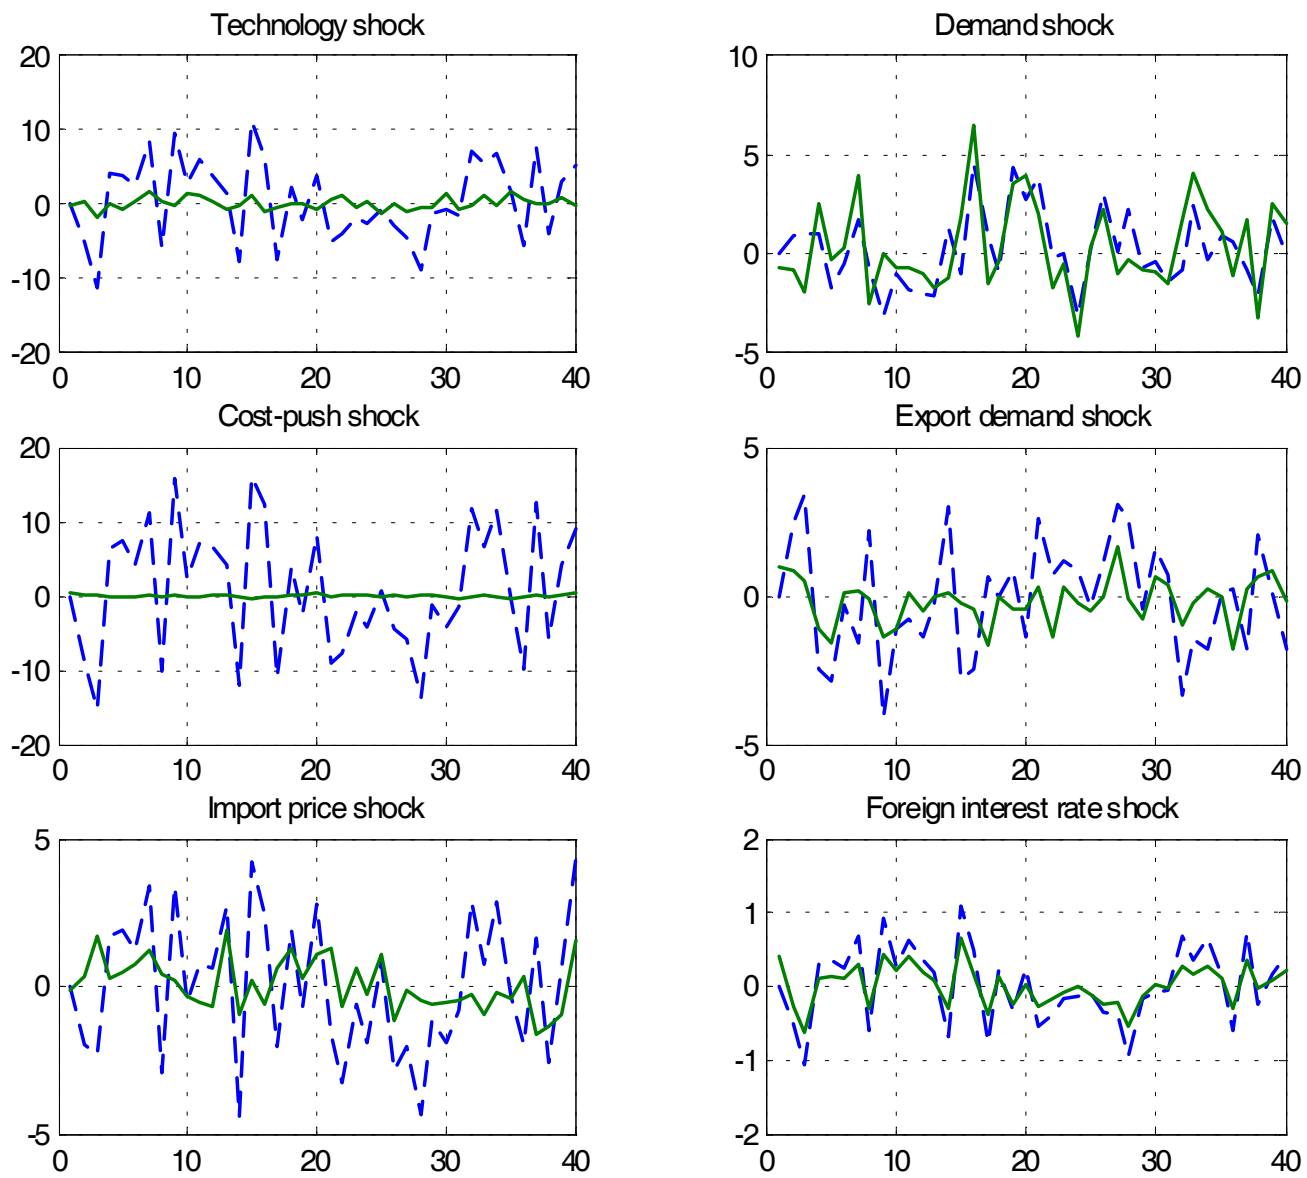 Technology shock
20
10
0
-10
-20
0 10 20 30 40
Demand shock
10
5
0
-5
0 10 20 30 40
Cost-push shock
20
10
0
-10
-20
0 10 20 30 40
Export demand shock
5
0
-5
0 10 20 30 40
Import price shock
5
0
-5
0 10 20 30 40
Foreign interest rate shock
2
1
0
-1
-2
0 10 20 30 40